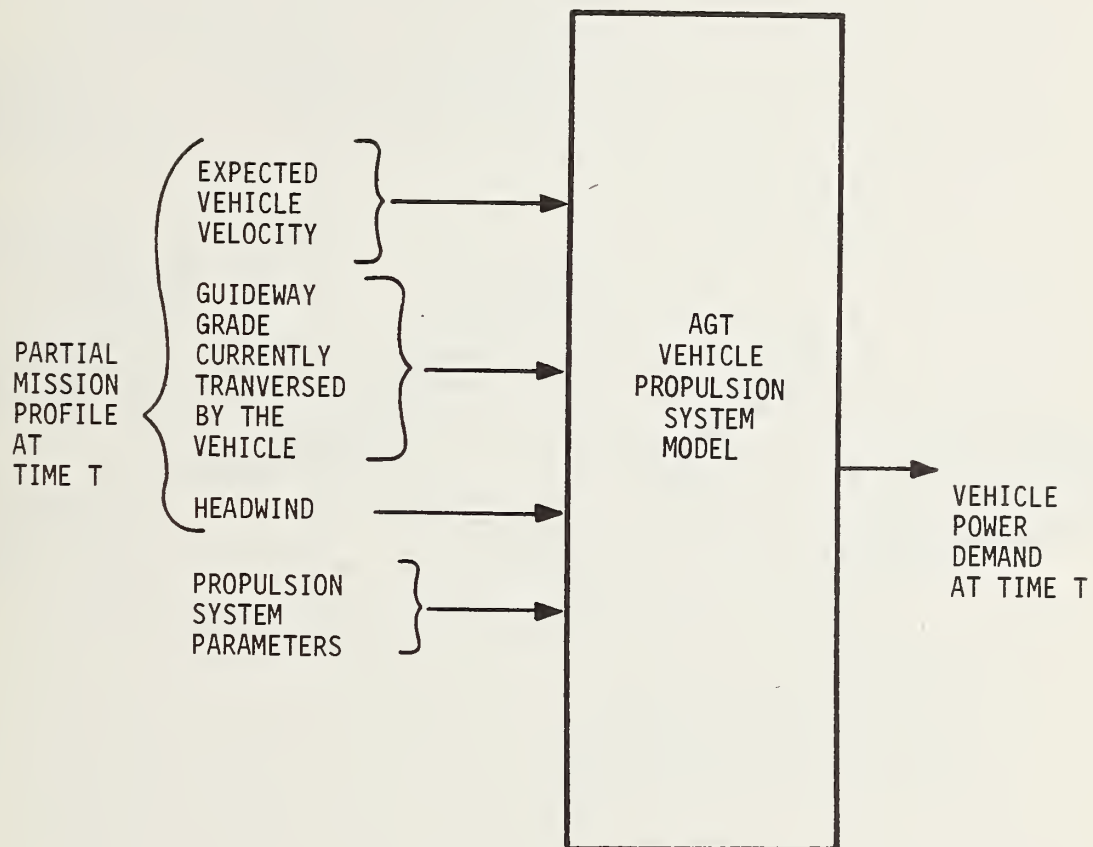 PARTIAL
MISSION
PROFILE
AT
TIME T
EXPECTED
VEHICLE
VELOCITY
GUIDEWAY
GRADE
CURRENTLY
TRANVERSED
BY THE
VEHICLE
HEADWIND
PROPULSION
SYSTEM
PARAMETERS
AGT
VEHICLE
PROPULSION
SYSTEM
MODEL
VEHICLE
POWER
DEMAND
AT TIME T